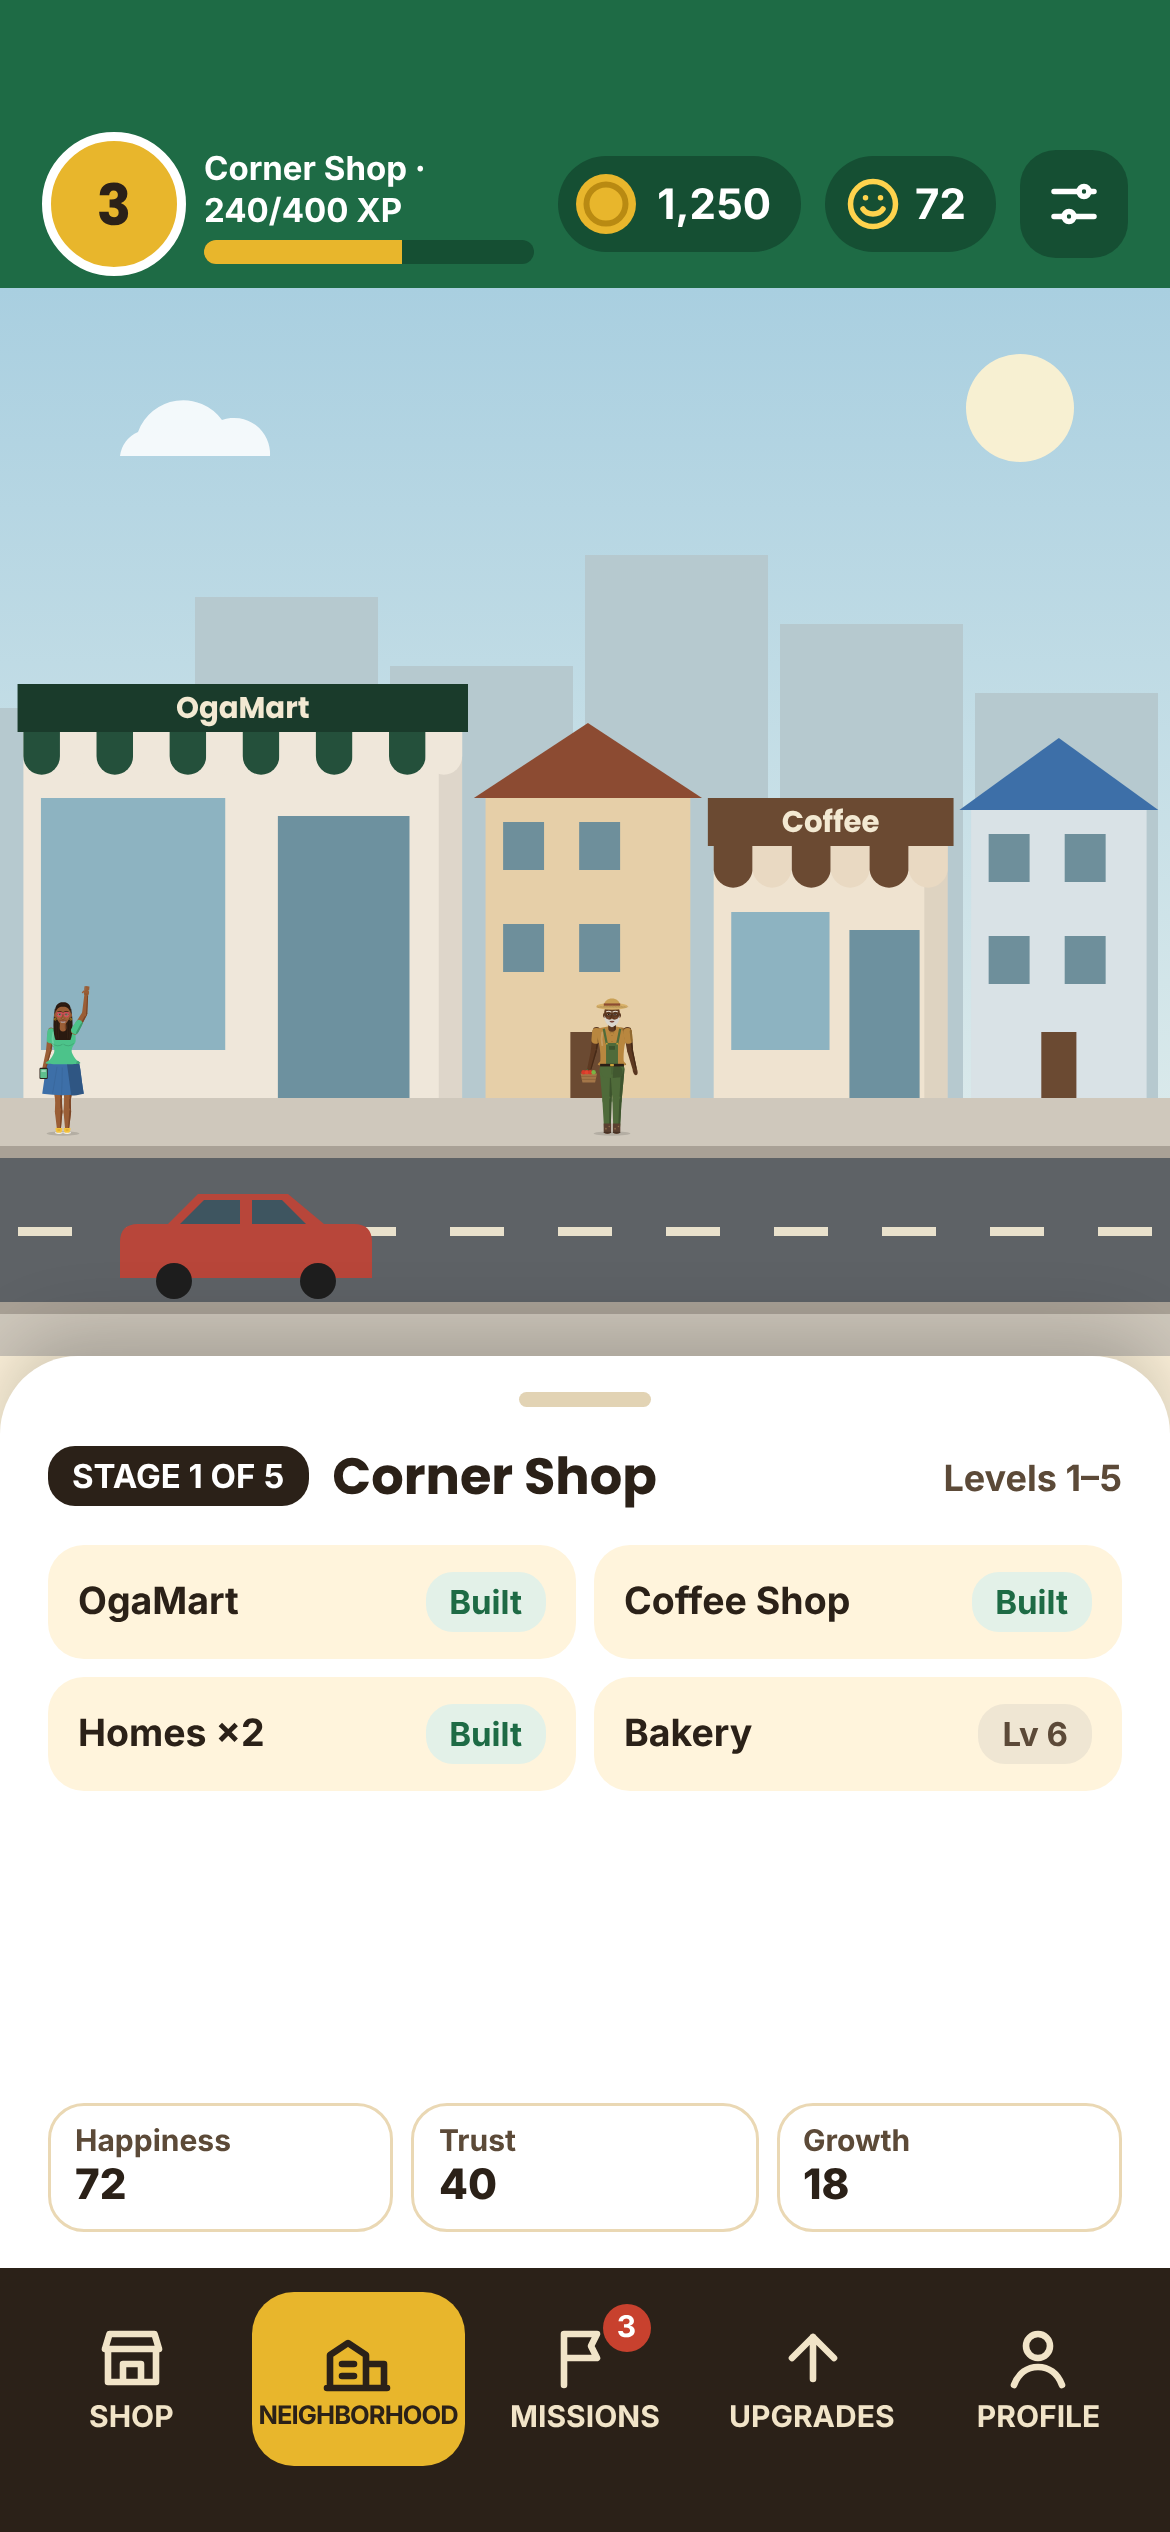 3
Corner Shop ·
240/400 XP
1,250
72
OgaMart
Coffee
STAGE 1 OF 5
Corner Shop
Levels 1–5
OgaMart
Built
Coffee Shop
Built
Homes ×2
Built
Bakery
Lv 6
Happiness
72
Trust
40
Growth
18
SHOP
NEIGHBORHOOD
3
MISSIONS
UPGRADES
PROFILE